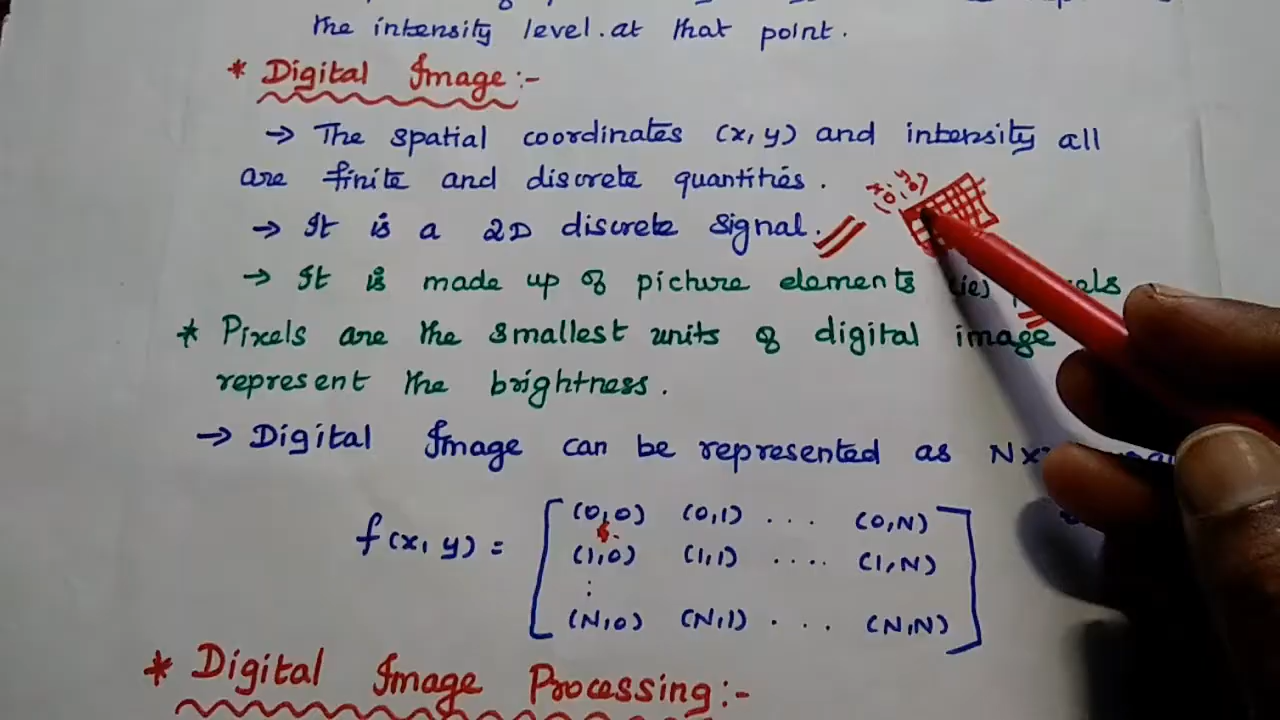 the intensity level. at that point.
* Digital Image :-
→ The spatial coordinates (x, y) and intensity all
are finite and discrete quantities.
x, y
(0, 0)
→ It is a 2D discrete signal.
→ It is made up of picture elements
* Pixels are the smallest units of digital image
represent the brightness.
→ Digital Image can be represented as
f(x, y) = [ (0,0) (0,1) ... (0,N)
(1,0) (1,1) .... (1,N)
:
(N,0) (N,1) . . . (N,N) ]
* Digital Image Processing :-